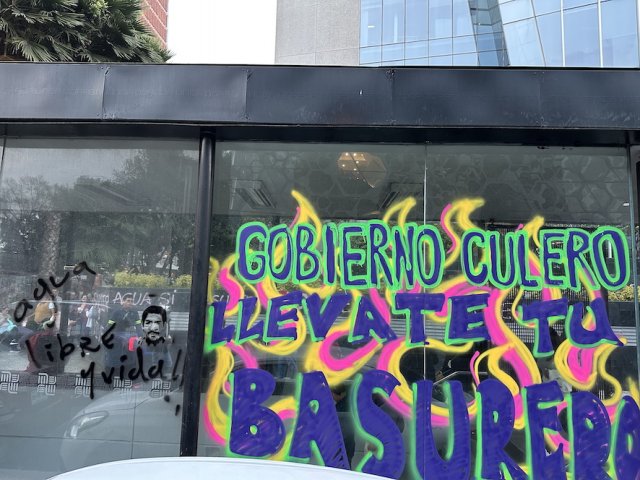 GOBIERNO CULERO
LLEVATE TU
BASURERO
agua
libre
y vida!
AGUA SI